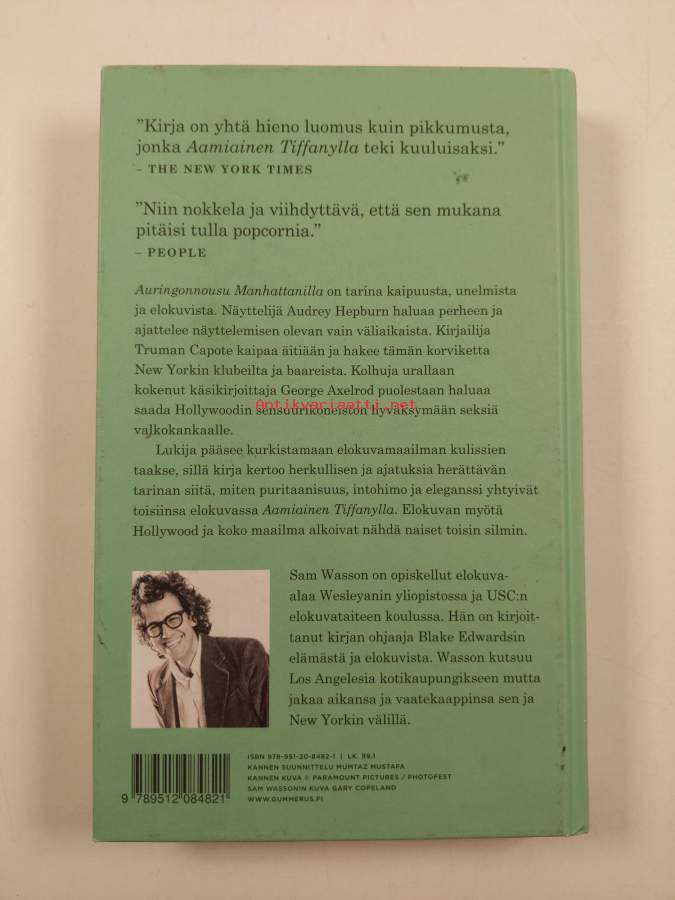 ”Kirja on yhtä hieno luomus kuin pikkumusta,
jonka Aamiainen Tiffanylla teki kuuluisaksi.”
– THE NEW YORK TIMES
”Niin nokkela ja viihdyttävä, että sen mukana
pitäisi tulla popcornia.”
– PEOPLE
Auringonnousu Manhattanilla on tarina kaipuusta, unelmista
ja elokuvista. Näyttelijä Audrey Hepburn haluaa perheen ja
ajattelee näyttelemisen olevan vain väliaikaista. Kirjailija
Truman Capote kaipaa äitiään ja hakee tämän korviketta
New Yorkin klubeilta ja baareista. Kolhuja urallaan
kokenut käsikirjoittaja George Axelrod puolestaan haluaa
Antikvariaatti.net
saada Hollywoodin sensuurikoneiston hyväksymään seksiä
valkokankaalle.
Lukija pääsee kurkistamaan elokuvamaailman kulissien
taakse, sillä kirja kertoo herkullisen ja ajatuksia herättävän
tarinan siitä, miten puritaanisuus, intohimo ja eleganssi yhtyivät
toisiinsa elokuvassa Aamiainen Tiffanylla. Elokuvan myötä
Hollywood ja koko maailma alkoivat nähdä naiset toisin silmin.
Sam Wasson on opiskellut elokuva-
alaa Wesleyanin yliopistossa ja USC:n
elokuvataiteen koulussa. Hän on kirjoit-
tanut kirjan ohjaaja Blake Edwardsin
elämästä ja elokuvista. Wasson kutsuu
Los Angelesia kotikaupungikseen mutta
jakaa aikansa ja vaatekaappinsa sen ja
New Yorkin välillä.
ISBN 978-951-20-8482-1 | LK. 99.1
KANNEN SUUNNITTELU MUMTAZ MUSTAFA
KANNEN KUVA © PARAMOUNT PICTURES / PHOTOFEST
SAM WASSONIN KUVA GARY COPELAND
WWW.GUMMERUS.FI
9 789512 084821